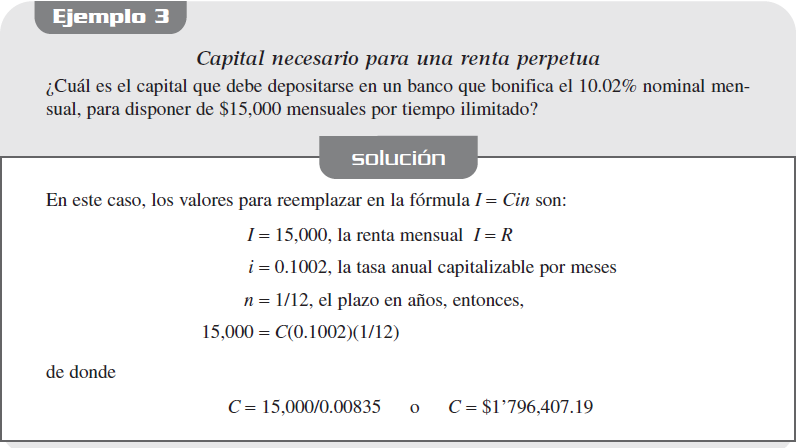 Ejemplo 3
Capital necesario para una renta perpetua
¿Cuál es el capital que debe depositarse en un banco que bonifica el 10.02% nominal men-
sual, para disponer de $15,000 mensuales por tiempo ilimitado?
solución
En este caso, los valores para reemplazar en la fórmula I = Cin son:
I = 15,000, la renta mensual I = R
i = 0.1002, la tasa anual capitalizable por meses
n = 1/12, el plazo en años, entonces,
15,000 = C(0.1002)(1/12)
de donde
C = 15,000/0.00835 o C = $1’796,407.19